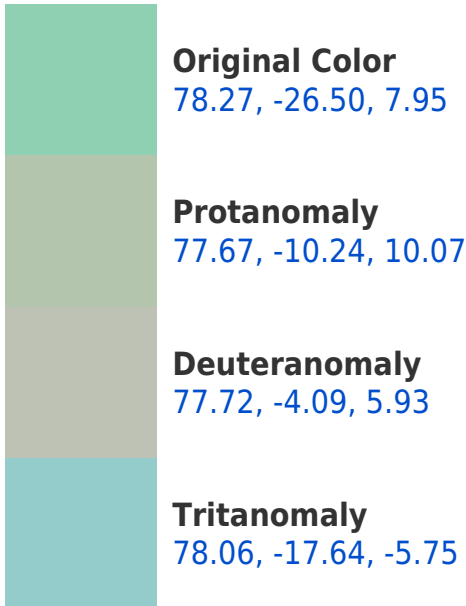 Original Color
78.27, -26.50, 7.95
Protanomaly
77.67, -10.24, 10.07
Deuteranomaly
77.72, -4.09, 5.93
Tritanomaly
78.06, -17.64, -5.75